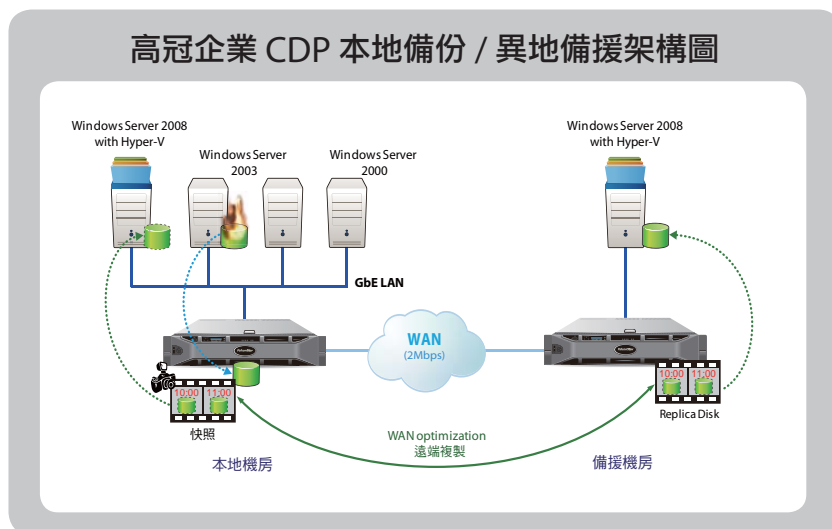 高冠企業 CDP 本地備份 / 異地備援架構圖
Windows Server 2008
with Hyper-V
Windows Server
2003
Windows Server
2000
Windows Server 2008
with Hyper-V
GbE LAN
WAN
(2Mbps)
10:00 11:00
快照
本地機房
WAN optimization
遠端複製
10:00 11:00
Replica Disk
備援機房